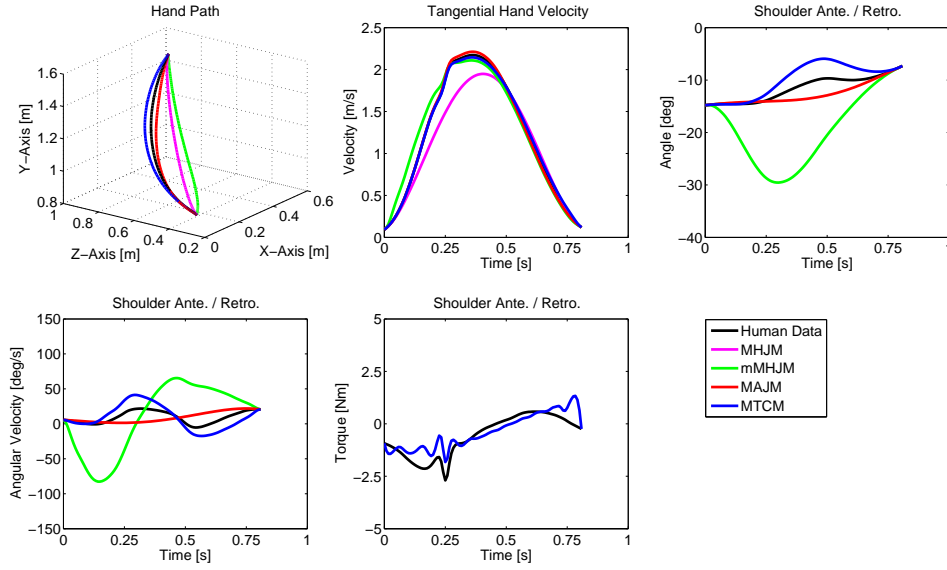 Hand Path
1.6
1.4
1.2
1
0.8
Y−Axis [m]
1
0.8
0.6
0.4
0.2
Z−Axis [m]
0
0.2
0.4
0.6
X−Axis [m]
Tangential Hand Velocity
2.5
2
1.5
1
0.5
0
Velocity [m/s]
0
0.25
0.5
0.75
1
Time [s]
Shoulder Ante. / Retro.
0
−10
−20
−30
−40
Angle [deg]
0
0.25
0.5
0.75
1
Time [s]
Shoulder Ante. / Retro.
150
100
50
0
−50
−100
−150
Angular Velocity [deg/s]
0
0.25
0.5
0.75
1
Time [s]
Shoulder Ante. / Retro.
5
2.5
0
−2.5
−5
Torque [Nm]
0
0.25
0.5
0.75
1
Time [s]
Human Data
MHJM
mMHJM
MAJM
MTCM